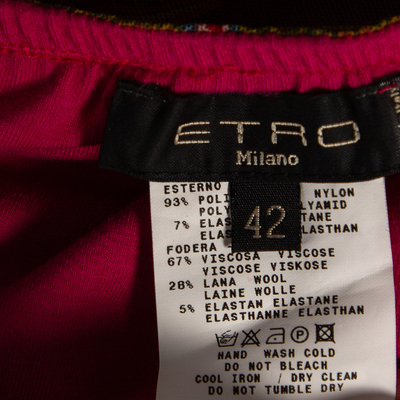 ETRO
Milano
42
ESTERNO NYLON
93% POLI
POLY
7% ELAS
ELAS ELASTHAN
FODERA
67% VISCOSA VISCOSE
VISCOSE VISKOSE
28% LANA WOOL
LAINE WOLLE
5% ELASTAN ELASTANE
ELASTHANNE ELASTHAN
HAND WASH COLD
DO NOT BLEACH
COOL IRON / DRY CLEAN
DO NOT TUMBLE DRY